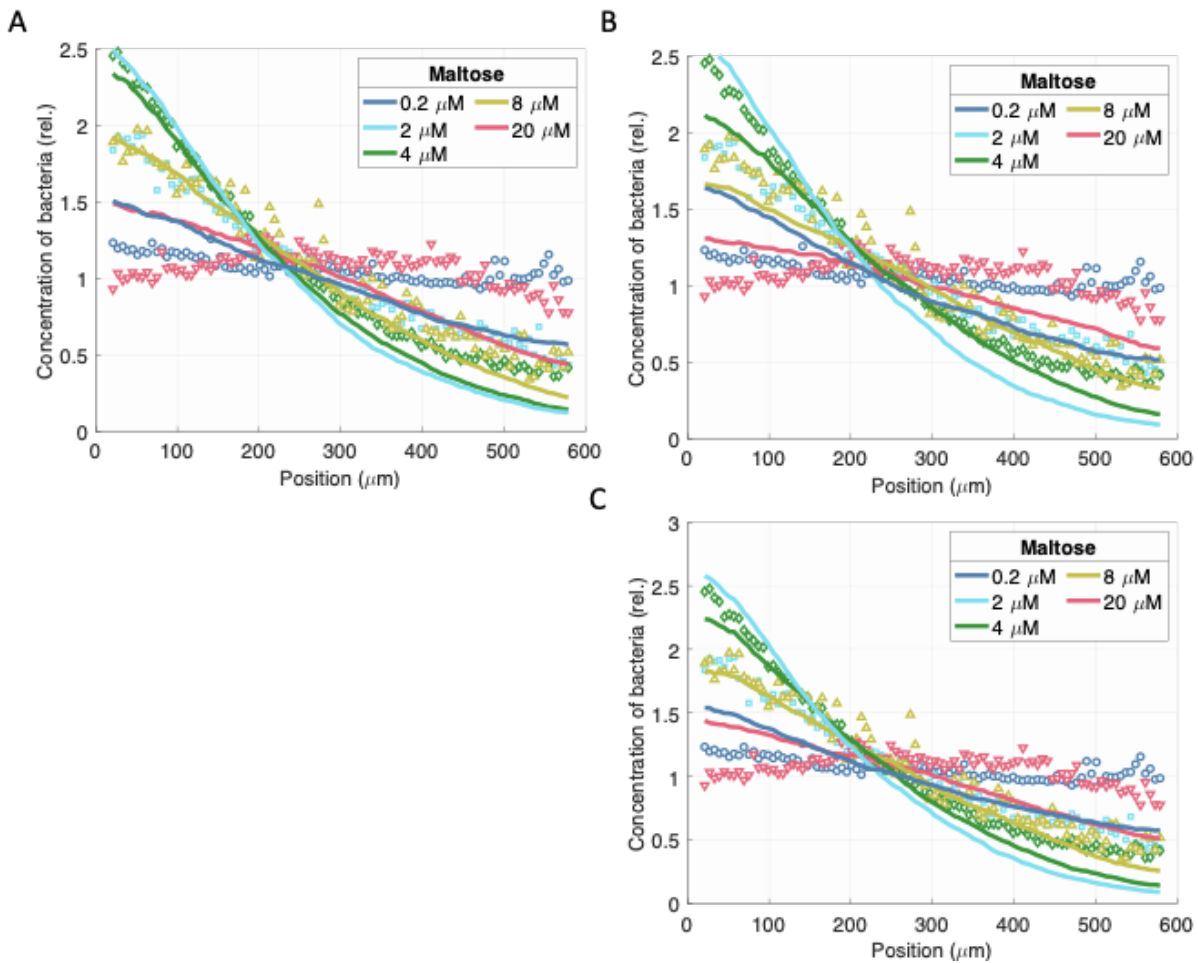 A
Concentration of bacteria (rel.)
2.5
2
1.5
1
0.5
0
0 100 200 300 400 500 600
Position (μm)
Maltose
0.2 μM 8 μM
2 μM 20 μM
4 μM
B
Concentration of bacteria (rel.)
2.5
2
1.5
1
0.5
0
0 100 200 300 400 500 600
Position (μm)
Maltose
0.2 μM 8 μM
2 μM 20 μM
4 μM
C
Concentration of bacteria (rel.)
3
2.5
2
1.5
1
0.5
0
0 100 200 300 400 500 600
Position (μm)
Maltose
0.2 μM 8 μM
2 μM 20 μM
4 μM